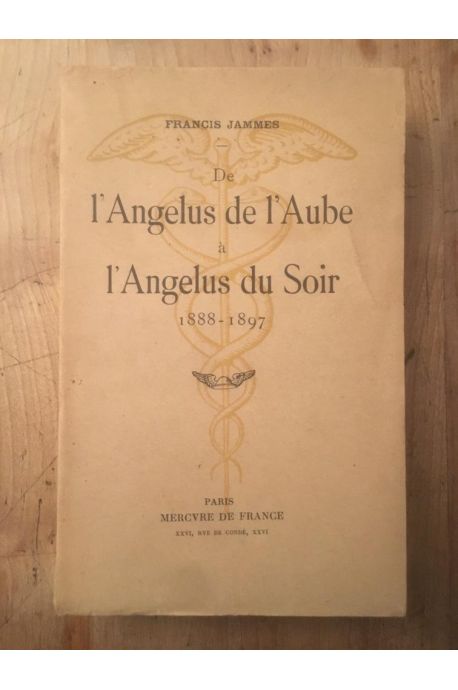 FRANCIS JAMMES
—
De
l'Angelus de l'Aube
à
l'Angelus du Soir
1888-1897
PARIS
MERCVRE DE FRANCE
XXVI, RVE DE CONDÉ, XXVI